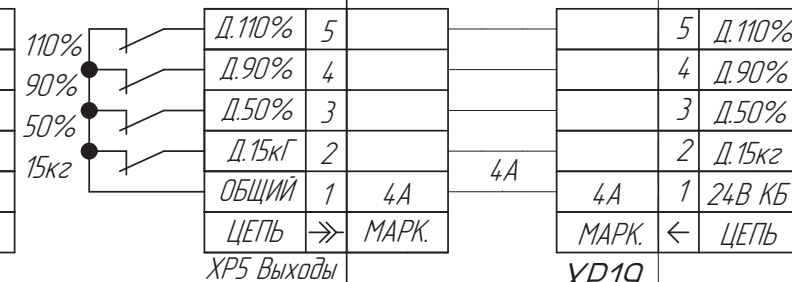 110% Д.110% 5 5 Д.110%
90% Д.90% 4 4 Д.90%
50% Д.50% 3 3 Д.50%
15кг Д.15кГ 2 4А 2 Д.15кг
ОБЩИЙ 1 4А 4А 1 24В КБ
ЦЕПЬ МАРК. МАРК. ЦЕПЬ
ХР5 Выходы